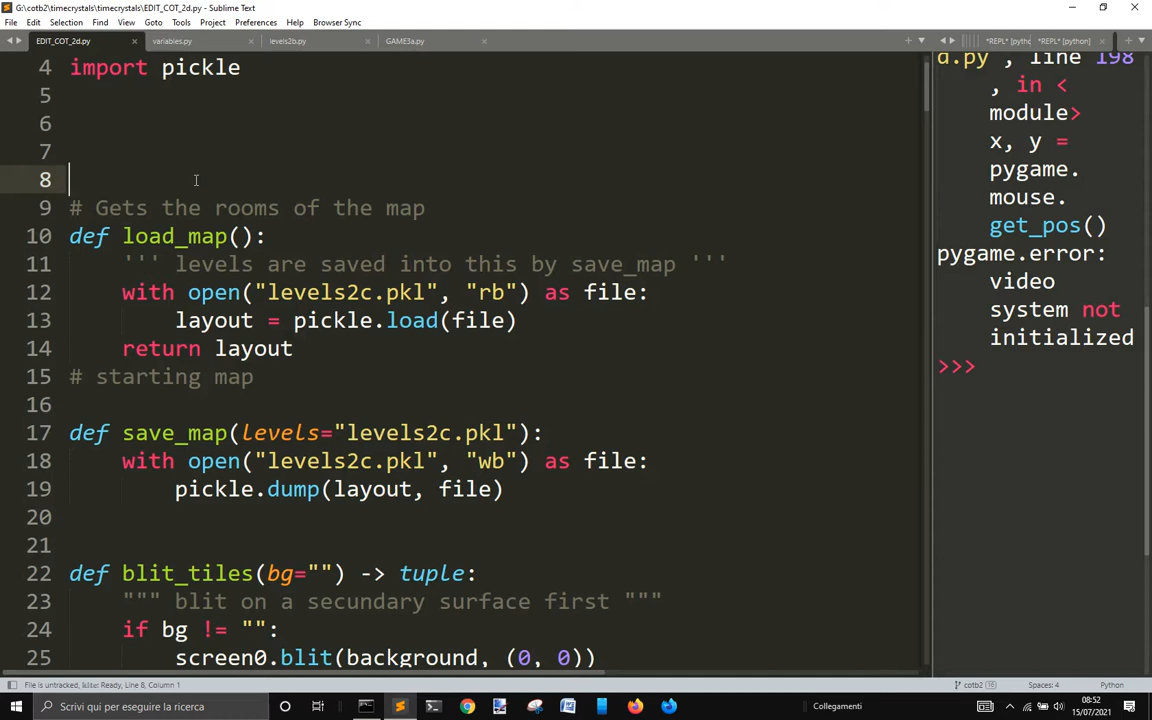 G:\cotb2\timecrystals\timecrystals\EDIT_COT_2d.py - Sublime Text
File Edit Selection Find View Goto Tools Project Preferences Help Browser Sync
EDIT_COT_2d.py variables.py levels2b.py GAME3a.py
*REPL* [pytho *REPL* [python]
4 import pickle
5
6
7
8
9 # Gets the rooms of the map
10 def load_map():
11 ''' levels are saved into this by save_map '''
12 with open("levels2c.pkl", "rb") as file:
13 layout = pickle.load(file)
14 return layout
15 # starting map
16
17 def save_map(levels="levels2c.pkl"):
18 with open("levels2c.pkl", "wb") as file:
19 pickle.dump(layout, file)
20
21
22 def blit_tiles(bg="") -> tuple:
23 """ blit on a secundary surface first """
24 if bg != "":
25 screen0.blit(background, (0, 0))
d.py", line 198
, in <
module>
x, y =
pygame.
mouse.
get_pos()
pygame.error:
video
system not
initialized
>>>
File is untracked, kite: Ready, Line 8, Column 1
cotb2 Spaces: 4 Python
Scrivi qui per eseguire la ricerca
Collegamenti
08:52
15/07/2021